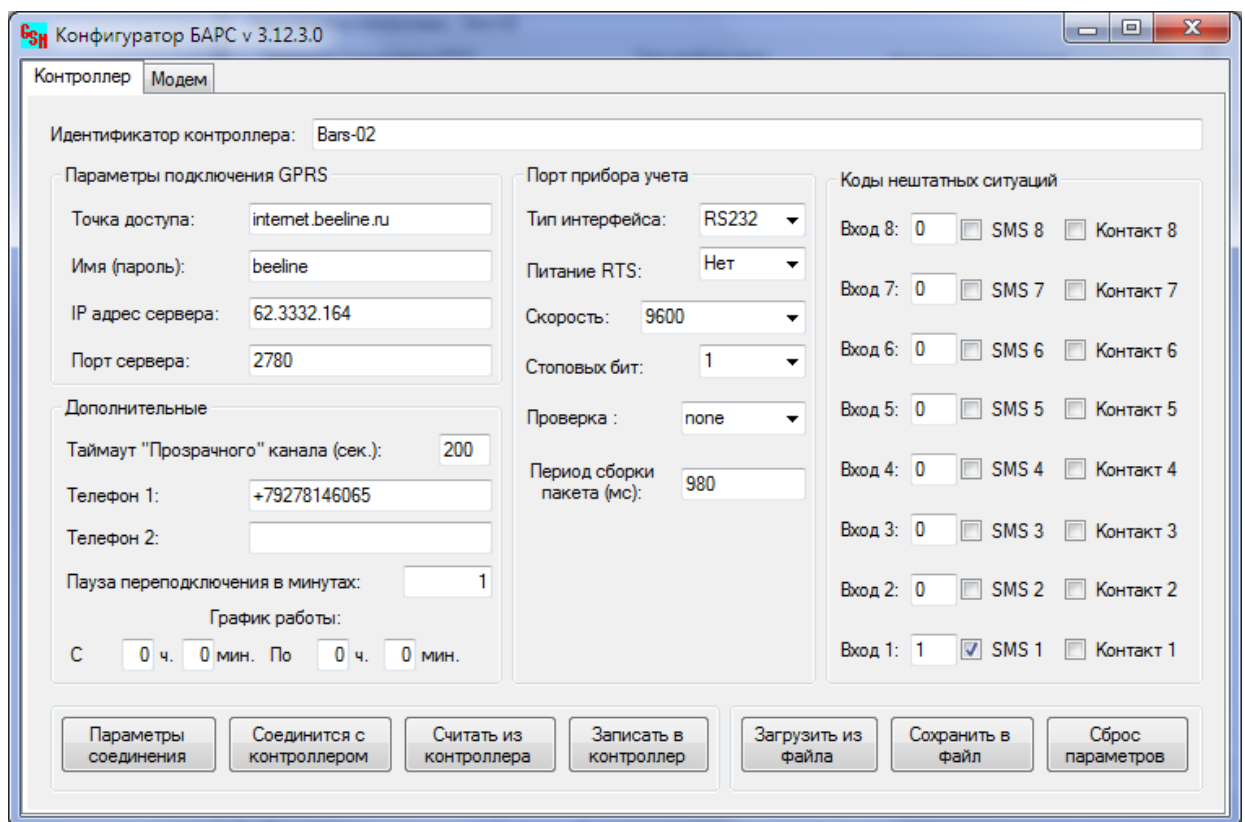 GSM Конфигуратор БАРС v 3.12.3.0
Контроллер Модем
Идентификатор контроллера: Bars-02
Параметры подключения GPRS
Точка доступа: internet.beeline.ru
Имя (пароль): beeline
IP адрес сервера: 62.3332.164
Порт сервера: 2780
Дополнительные
Таймаут "Прозрачного" канала (сек.): 200
Телефон 1: +79278146065
Телефон 2:
Пауза переподключения в минутах: 1
График работы:
С 0 ч. 0 мин. По 0 ч. 0 мин.
Порт прибора учета
Тип интерфейса: RS232
Питание RTS: Нет
Скорость: 9600
Стоповых бит: 1
Проверка : none
Период сборки
пакета (мс): 980
Коды нештатных ситуаций
Вход 8: 0 SMS 8 Контакт 8
Вход 7: 0 SMS 7 Контакт 7
Вход 6: 0 SMS 6 Контакт 6
Вход 5: 0 SMS 5 Контакт 5
Вход 4: 0 SMS 4 Контакт 4
Вход 3: 0 SMS 3 Контакт 3
Вход 2: 0 SMS 2 Контакт 2
Вход 1: 1 SMS 1 Контакт 1
Параметры
соединения
Соединится с
контроллером
Считать из
контроллера
Записать в
контроллер
Загрузить из
файла
Сохранить в
файл
Сброс
параметров